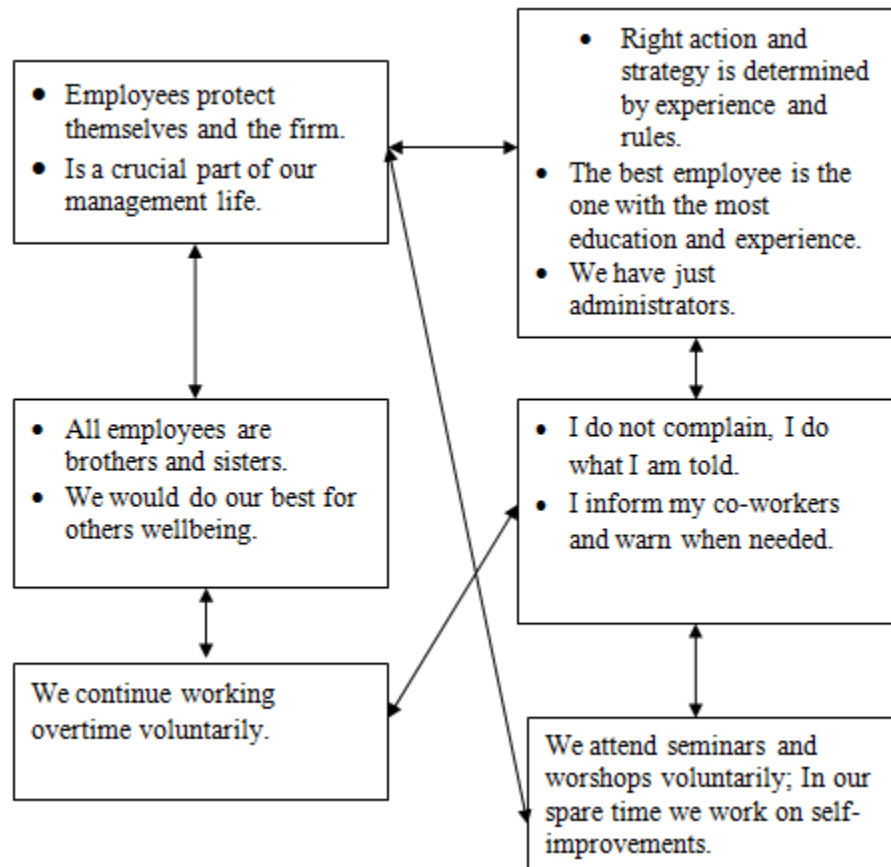 • Employees protect
themselves and the firm.
• Is a crucial part of our
management life.
• Right action and
strategy is determined
by experience and
rules.
• The best employee is the
one with the most
education and experience.
• We have just
administrators.
• All employees are
brothers and sisters.
• We would do our best for
others wellbeing.
• I do not complain, I do
what I am told.
• I inform my co-workers
and warn when needed.
We continue working
overtime voluntarily.
We attend seminars and
worshops voluntarily; In our
spare time we work on self-
improvements.